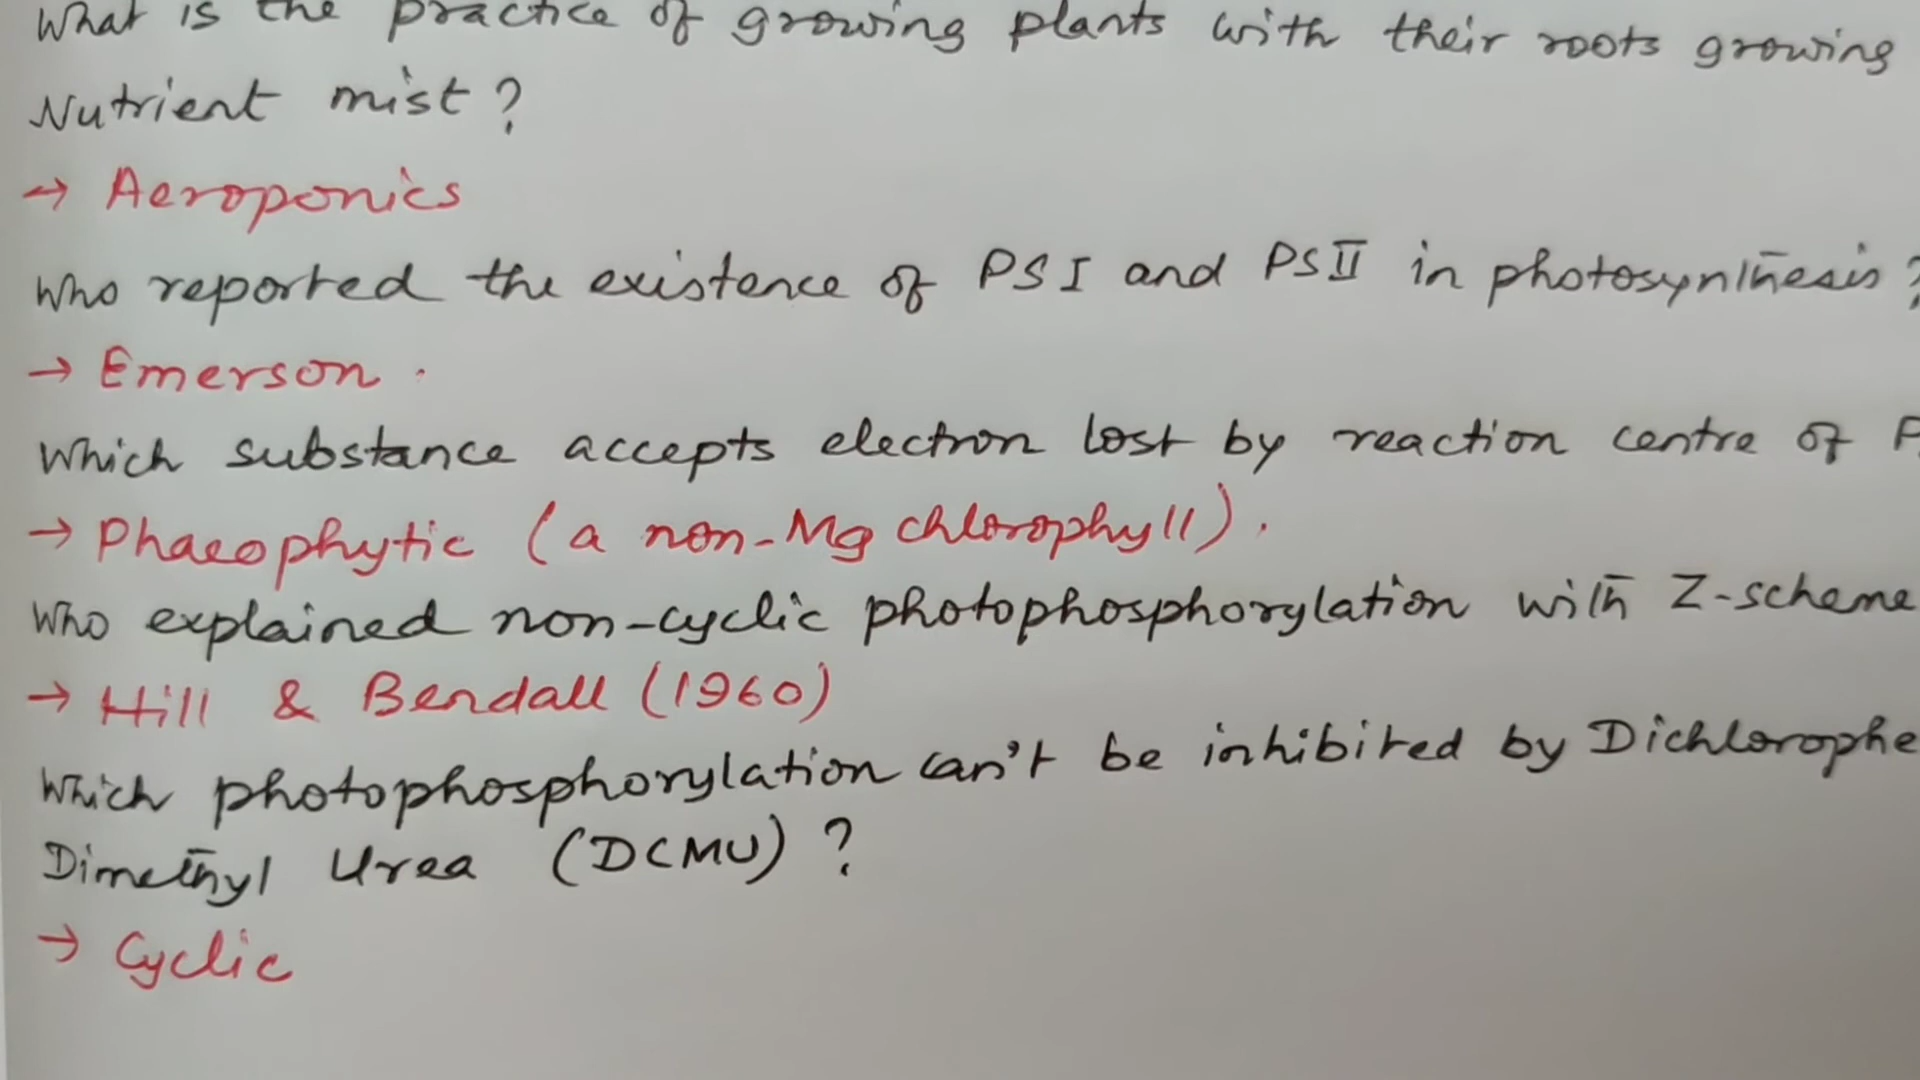 What is the practice of growing plants with their roots growing
Nutrient mist?
→ Aeroponics
Who reported the existence of PS I and PS II in photosynthesis?
→ Emerson.
Which substance accepts electron lost by reaction centre of P
→ Phaeophytic (a non-Mg chlorophyll).
Who explained non-cyclic photophosphorylation with Z-scheme
→ Hill & Bendall (1960)
Which photophosphorylation can't be inhibited by Dichlorophe
Dimethyl Urea (DCMU) ?
→ Cyclic